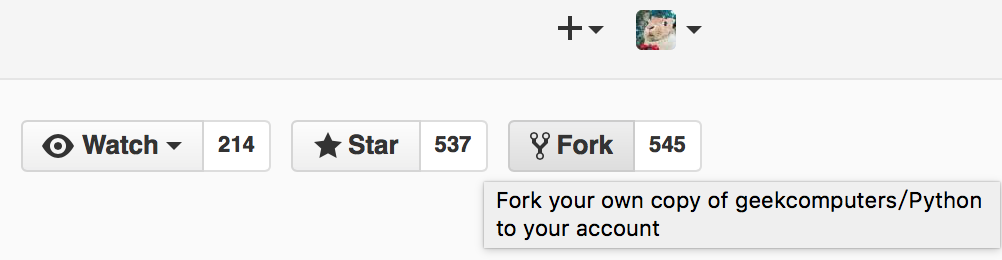 Watch 214 Star 537 Fork 545
Fork your own copy of geekcomputers/Python
to your account